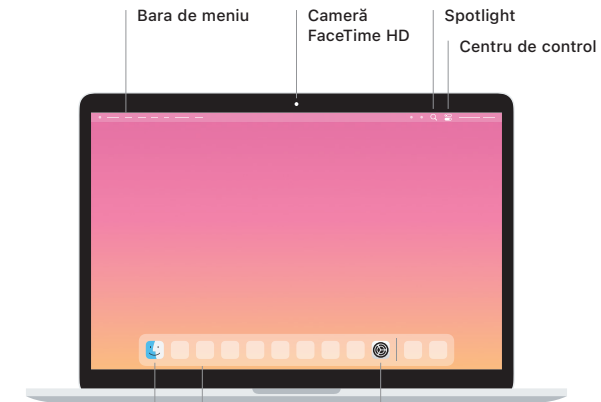 Bara de meniu
Cameră
FaceTime HD
Spotlight
Centru de control